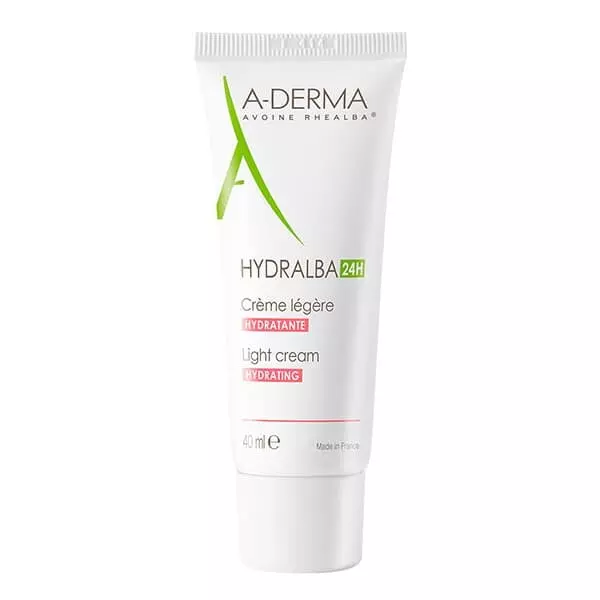 A-DERMA
AVOINE RHEALBA®
HYDRALBA 24H
Crème légère
HYDRATANTE
Light cream
HYDRATING
40 ml ℮
Made in France